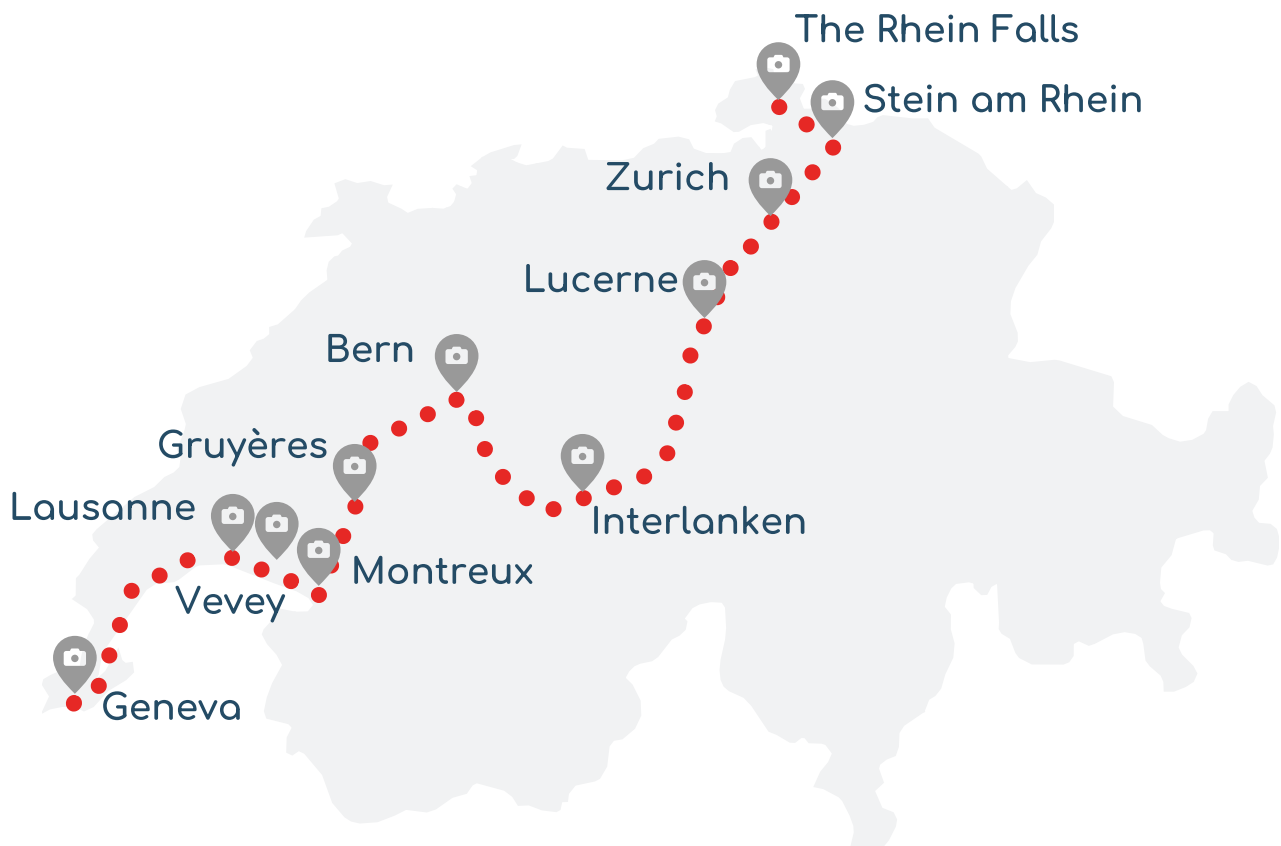 The Rhein Falls
Stein am Rhein
Zurich
Lucerne
Bern
Gruyères
Lausanne
Interlanken
Montreux
Vevey
Geneva